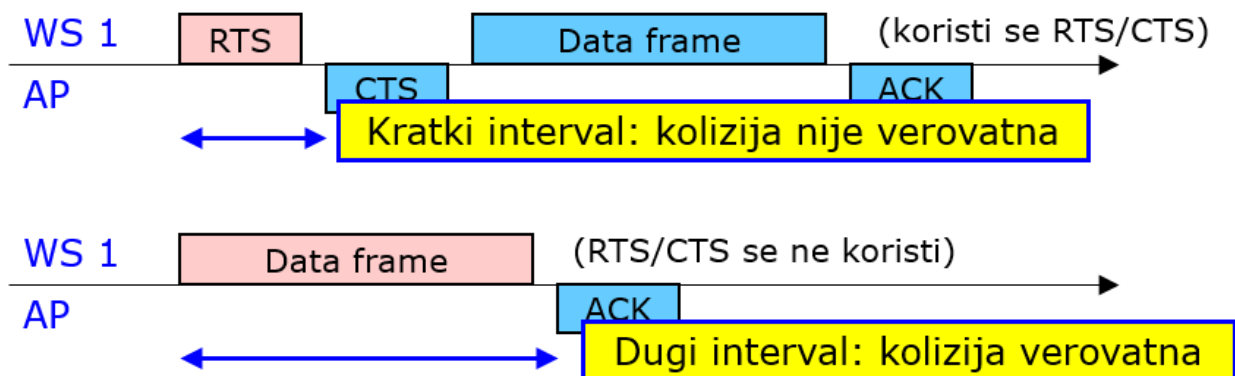 WS 1 RTS Data frame (koristi se RTS/CTS)
AP CTS ACK
Kratki interval: kolizija nije verovatna
WS 1 Data frame (RTS/CTS se ne koristi)
AP ACK
Dugi interval: kolizija verovatna